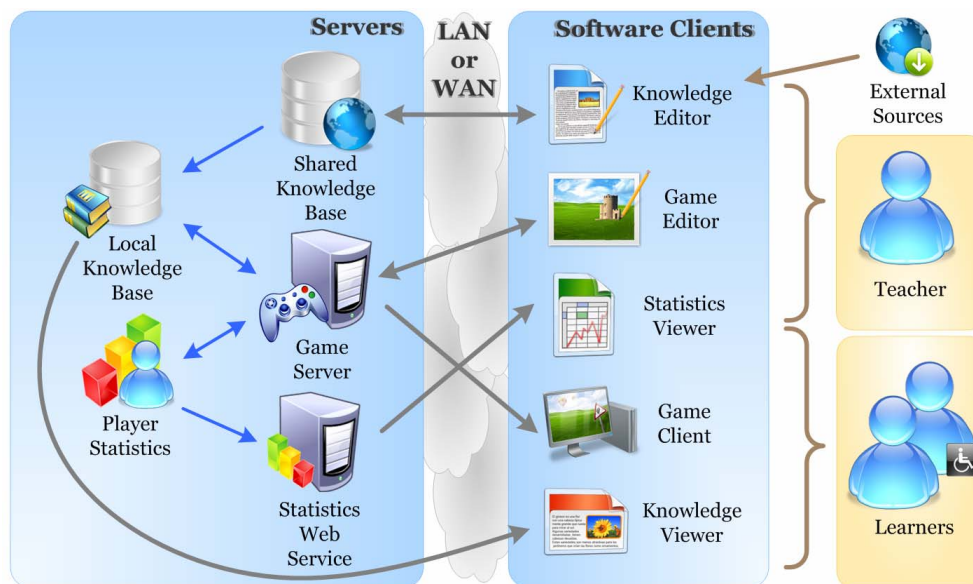 Servers
LAN
or
WAN
Software Clients
External
Sources
Knowledge
Editor
Shared
Knowledge
Base
Local
Knowledge
Base
Game
Editor
Teacher
Statistics
Viewer
Game
Server
Player
Statistics
Game
Client
Statistics
Web
Service
Knowledge
Viewer
Learners